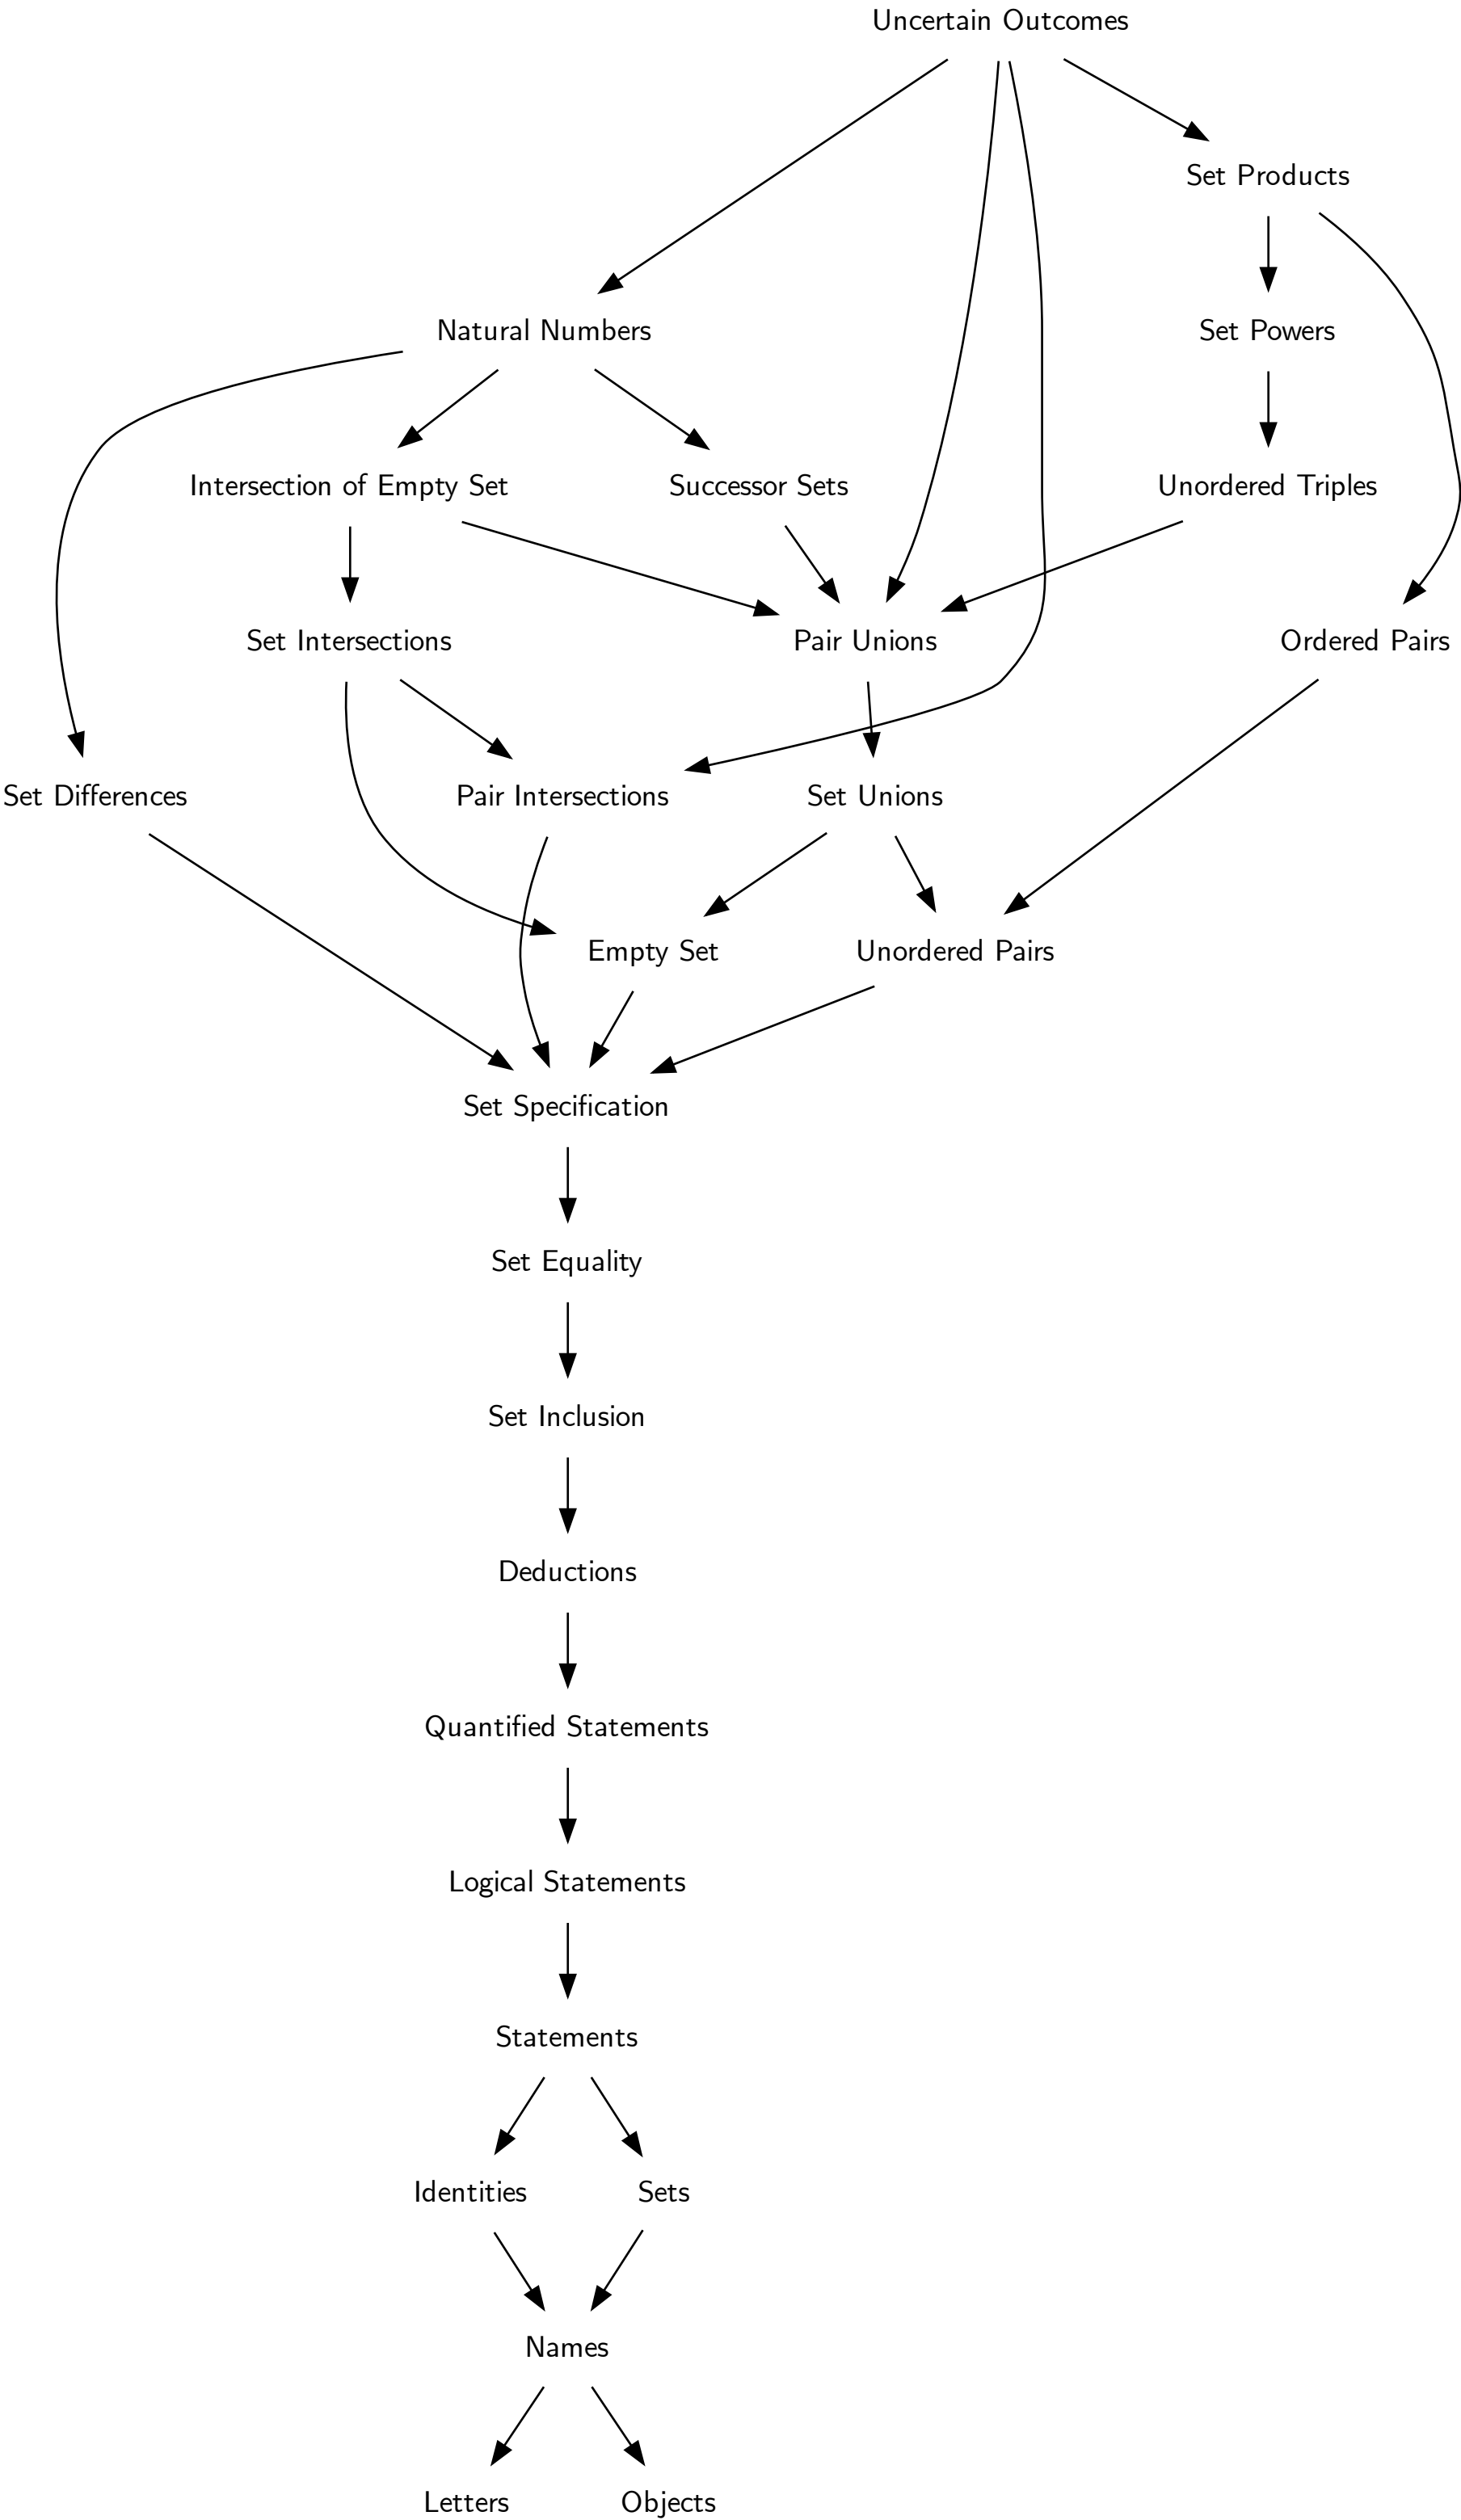 Uncertain Outcomes
Set Products
Natural Numbers
Set Powers
Intersection of Empty Set
Successor Sets
Unordered Triples
Set Intersections
Pair Unions
Ordered Pairs
Set Differences
Pair Intersections
Set Unions
Empty Set
Unordered Pairs
Set Specification
Set Equality
Set Inclusion
Deductions
Quantified Statements
Logical Statements
Statements
Identities
Sets
Names
Letters
Objects